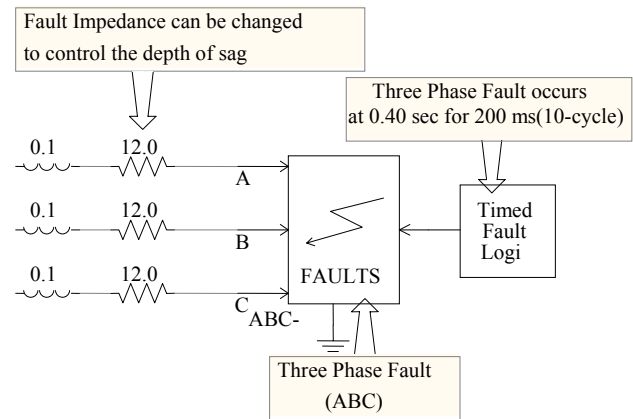 Fault Impedance can be changed
to control the depth of sag
Three Phase Fault occurs
at 0.40 sec for 200 ms(10-cycle)
0.1
12.0
A
0.1
12.0
B
0.1
12.0
C
ABC-
FAULTS
Timed
Fault
Logi
Three Phase Fault
(ABC)